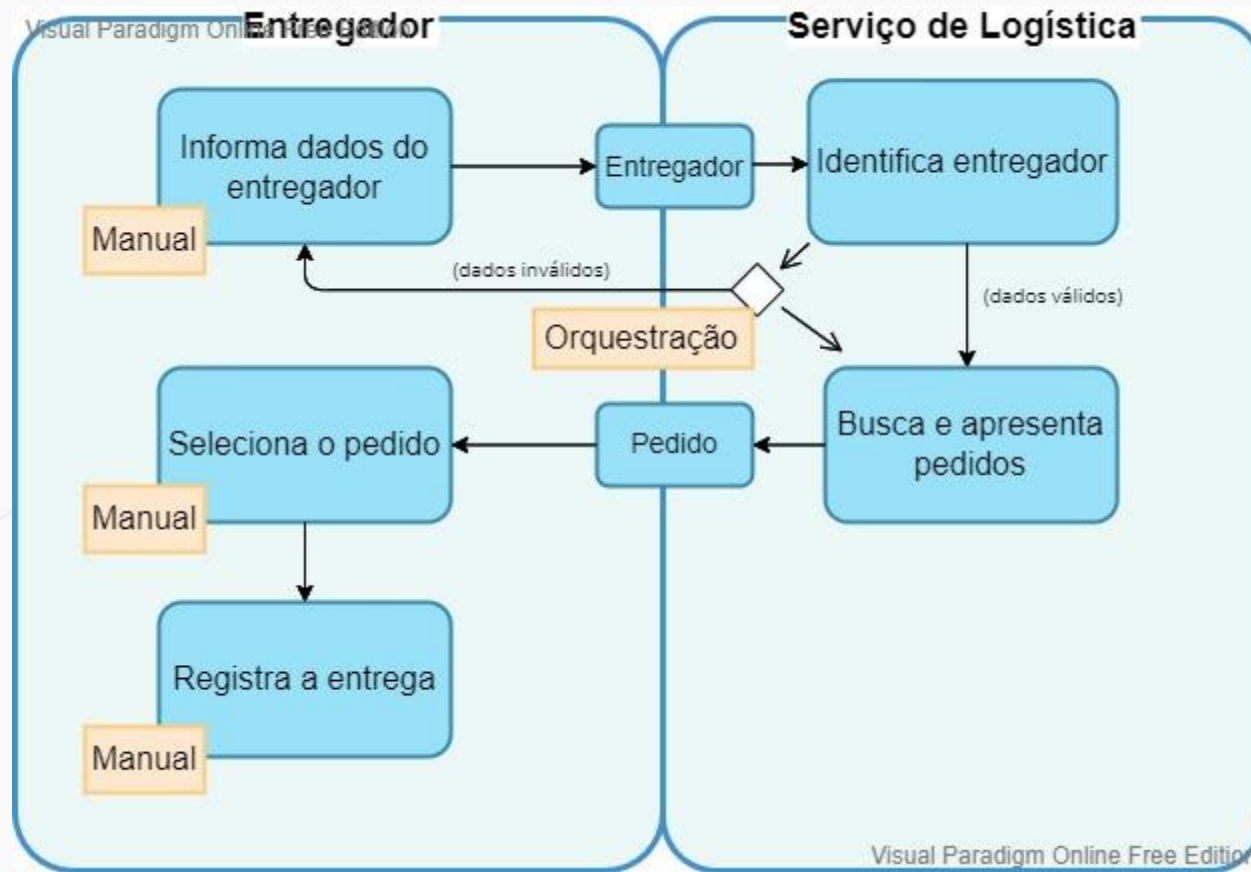 Visual Paradigm Online Free Edition
Entregador
Serviço de Logística
Informa dados do
entregador
Manual
Entregador
Identifica entregador
(dados inválidos)
(dados válidos)
Orquestração
Seleciona o pedido
Manual
Pedido
Busca e apresenta
pedidos
Registra a entrega
Manual
Visual Paradigm Online Free Edition